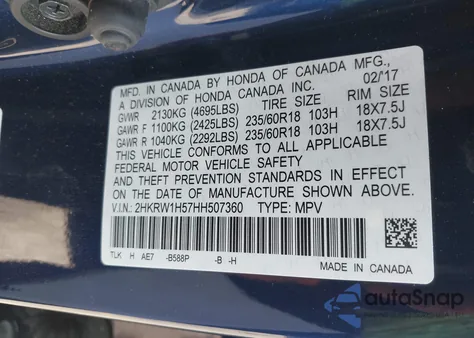 MFD. IN CANADA BY HONDA OF CANADA MFG., 02/17
A DIVISION OF HONDA CANADA INC.
GVWR 2130KG (4695LBS) TIRE SIZE RIM SIZE
GAWR F 1100KG (2425LBS) 235/60R18 103H 18X7.5J
GAWR R 1040KG (2292LBS) 235/60R18 103H 18X7.5J
THIS VEHICLE CONFORMS TO ALL APPLICABLE
FEDERAL MOTOR VEHICLE SAFETY
AND THEFT PREVENTION STANDARDS IN EFFECT
ON THE DATE OF MANUFACTURE SHOWN ABOVE.
V.I.N.: 2HKRW1H57HH507360 TYPE: MPV
TLK H AE7 -B588P -B -H
MADE IN CANADA
autoSnap